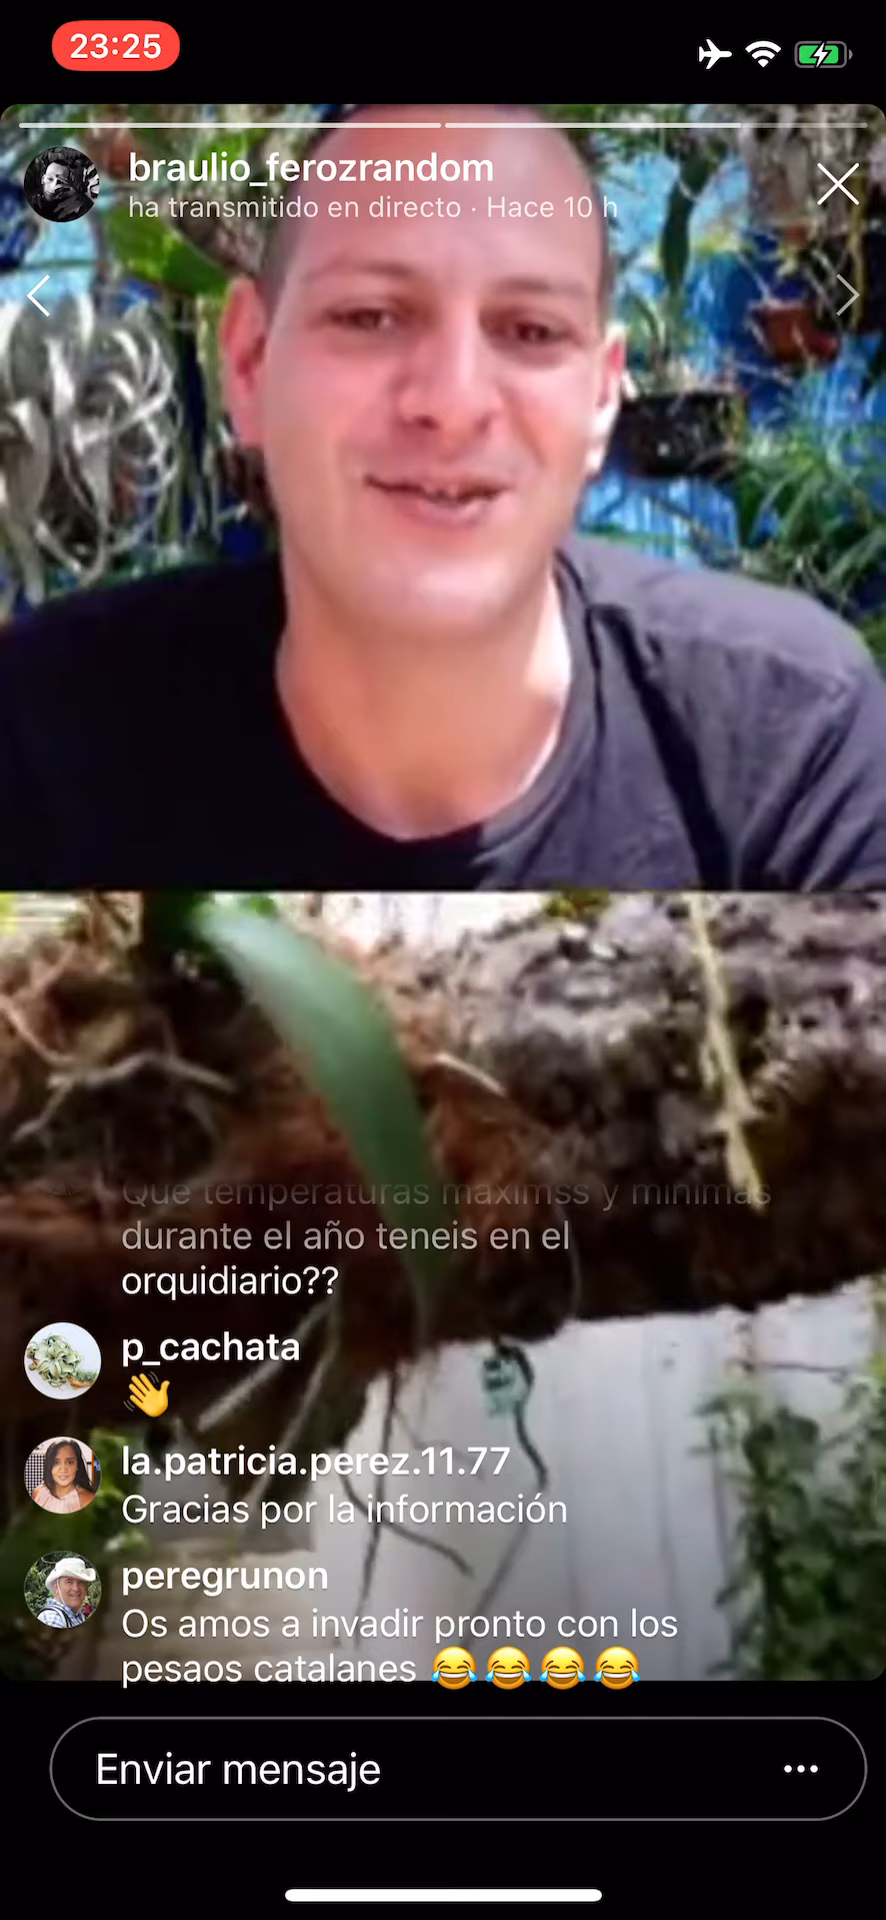 23:25
braulio_ferozrandom
ha transmitido en directo · Hace 10 h
Que temperaturas maximss y minimas
durante el año teneis en el
orquidiario??
p_cachata
👋
la.patricia.perez.11.77
Gracias por la información
peregrunon
Os amos a invadir pronto con los
pesaos catalanes 😂😂😂😂
Enviar mensaje